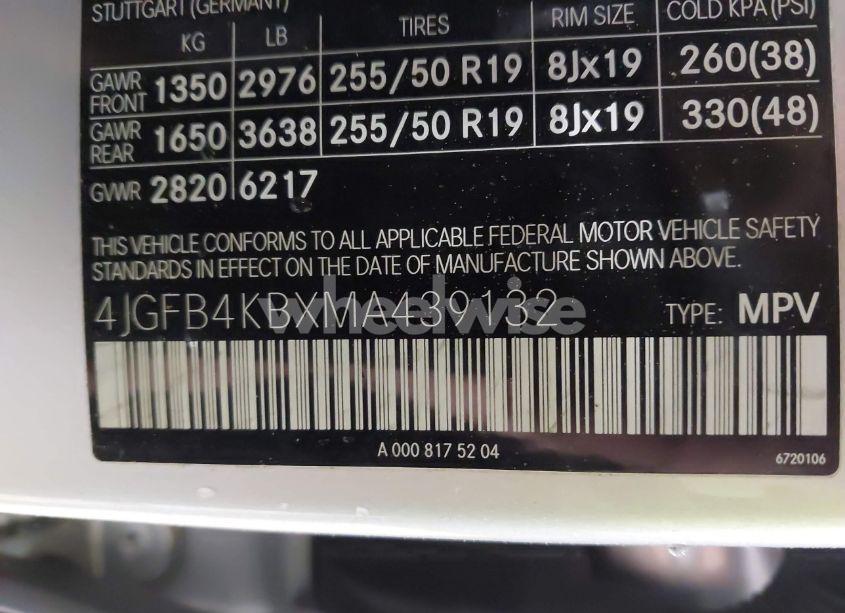 STUTTGART (GERMANY)
KG LB TIRES RIM SIZE COLD KPA (PSI)
GAWR FRONT 1350 2976 255/50 R19 8Jx19 260(38)
GAWR REAR 1650 3638 255/50 R19 8Jx19 330(48)
GVWR 2820 6217
THIS VEHICLE CONFORMS TO ALL APPLICABLE FEDERAL MOTOR VEHICLE SAFETY
STANDARDS IN EFFECT ON THE DATE OF MANUFACTURE SHOWN ABOVE.
4JGFB4KBXMA439132 TYPE: MPV
wheelwise
A 000 817 52 04
6720106